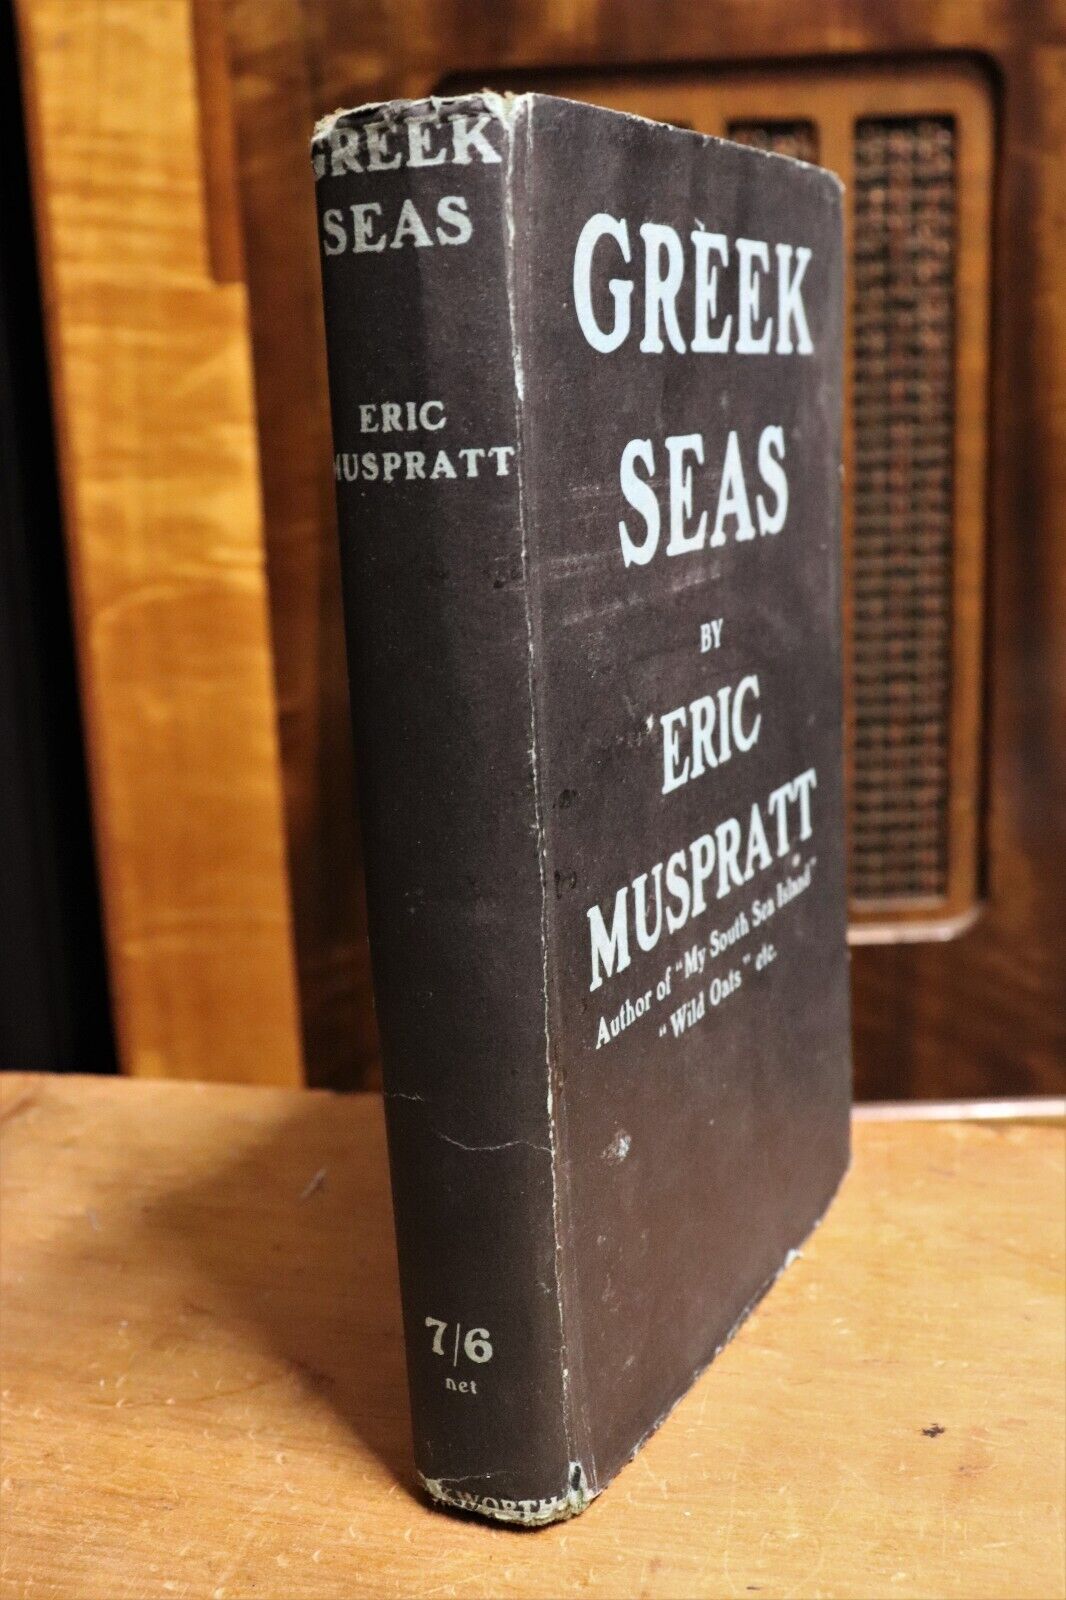 GREEK
SEAS
ERIC
MUSPRATT
7/6
net
KWORTH
GREEK
SEAS
BY
ERIC
MUSPRATT
Author of "My South Sea Island"
"Wild Oats" etc.